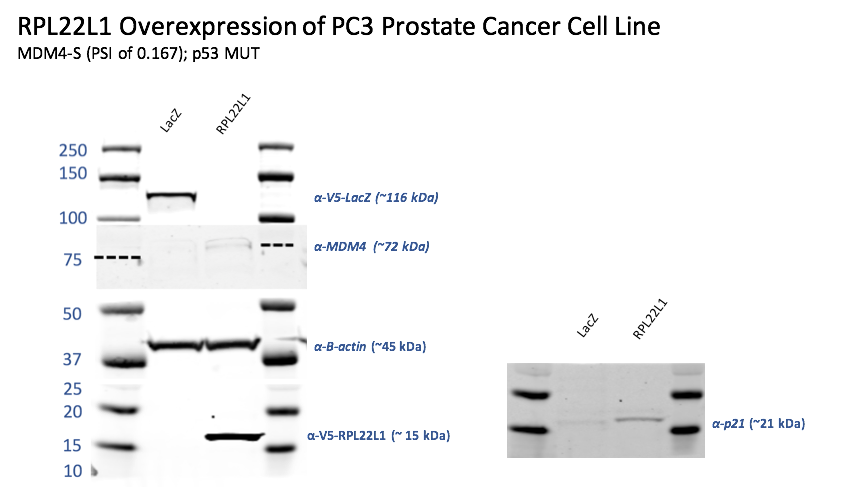 RPL22L1 Overexpression of PC3 Prostate Cancer Cell Line
MDM4-S (PSI of 0.167); p53 MUT
LacZ
RPL22L1
250
150
α-V5-LacZ (~116 kDa)
100
α-MDM4 (~72 kDa)
75
50
α-B-actin (~45 kDa)
37
25
20
α-V5-RPL22L1 (~ 15 kDa)
15
10
LacZ
RPL22L1
α-p21 (~21 kDa)